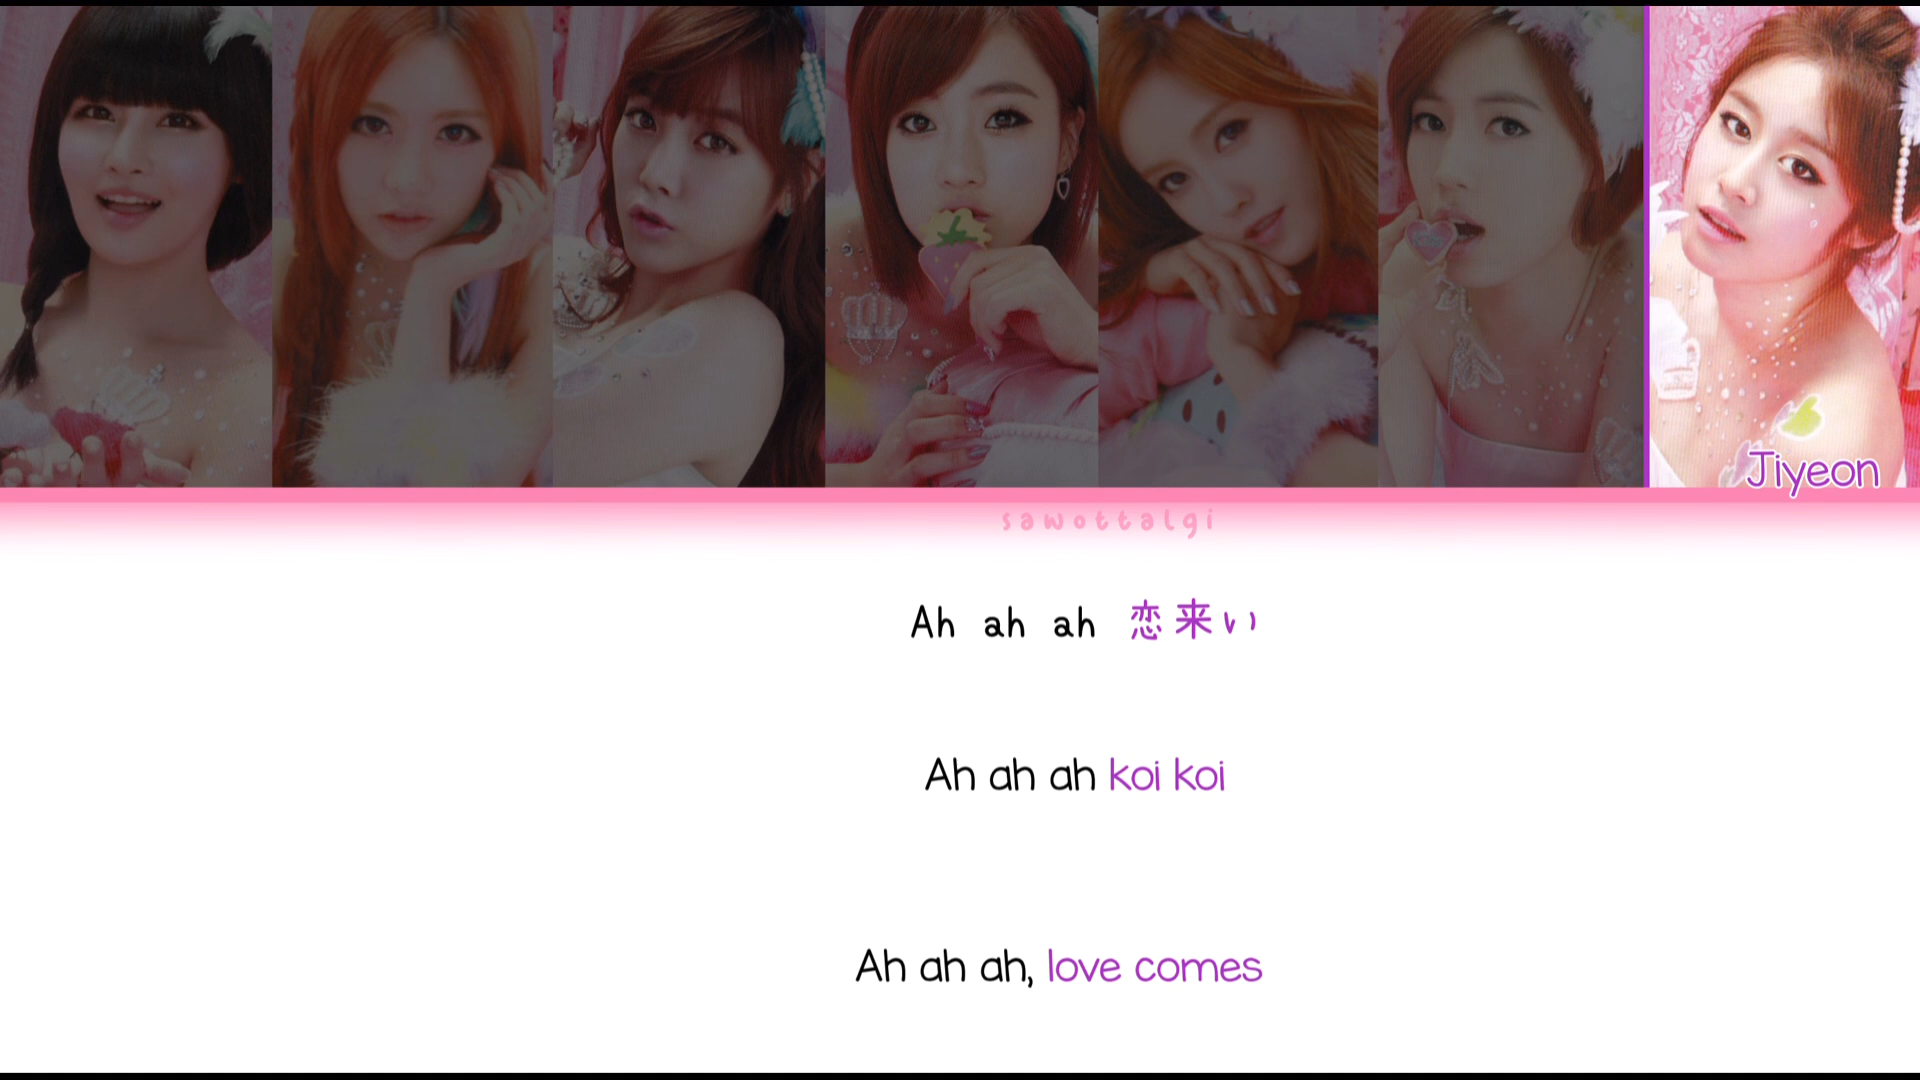 Jiyeon
sawottalgi
Ah ah ah 恋来い
Ah ah ah koi koi
Ah ah ah, love comes